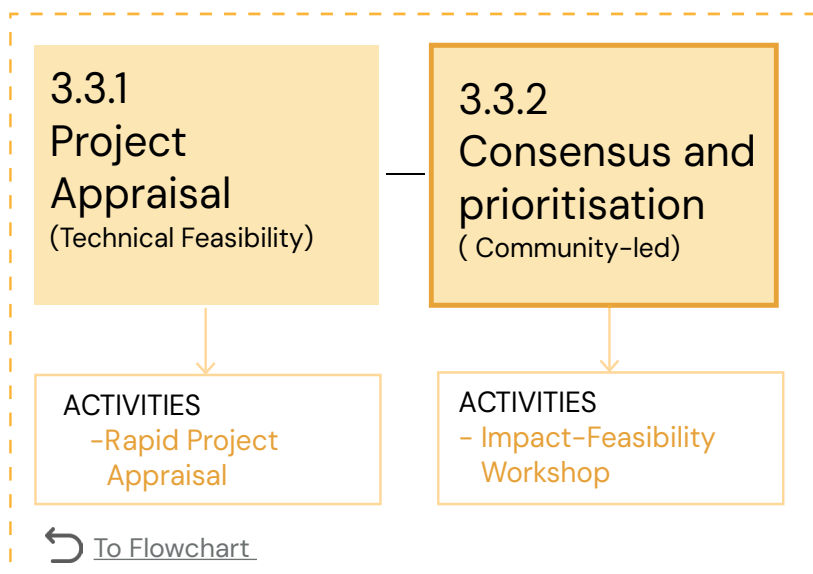 3.3.1
Project
Appraisal
(Technical Feasibility)
3.3.2
Consensus and
prioritisation
( Community-led)
ACTIVITIES
-Rapid Project
Appraisal
ACTIVITIES
- Impact-Feasibility
Workshop
To Flowchart